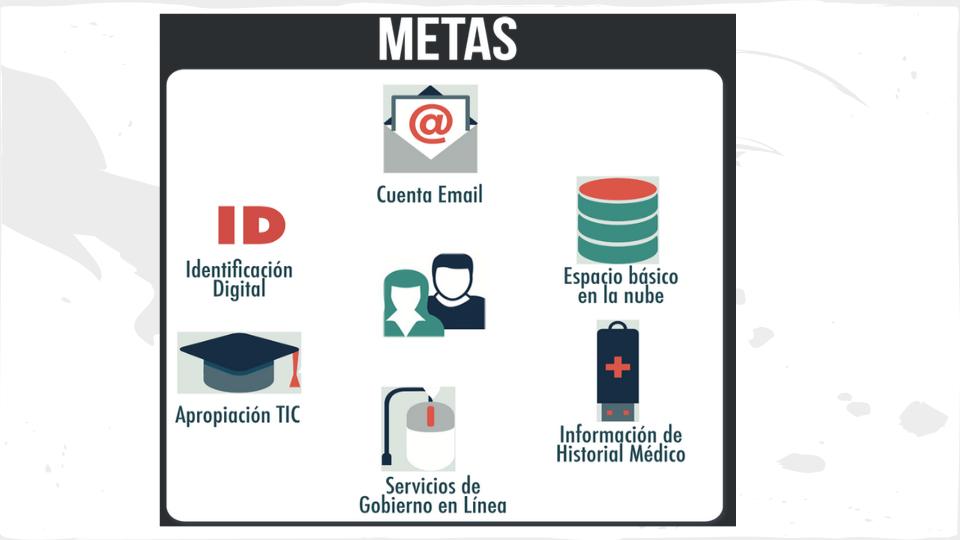 METAS
@
Cuenta Email
ID
Identificación
Digital
Espacio básico
en la nube
Apropiación TIC
Información de
Historial Médico
Servicios de
Gobierno en Línea